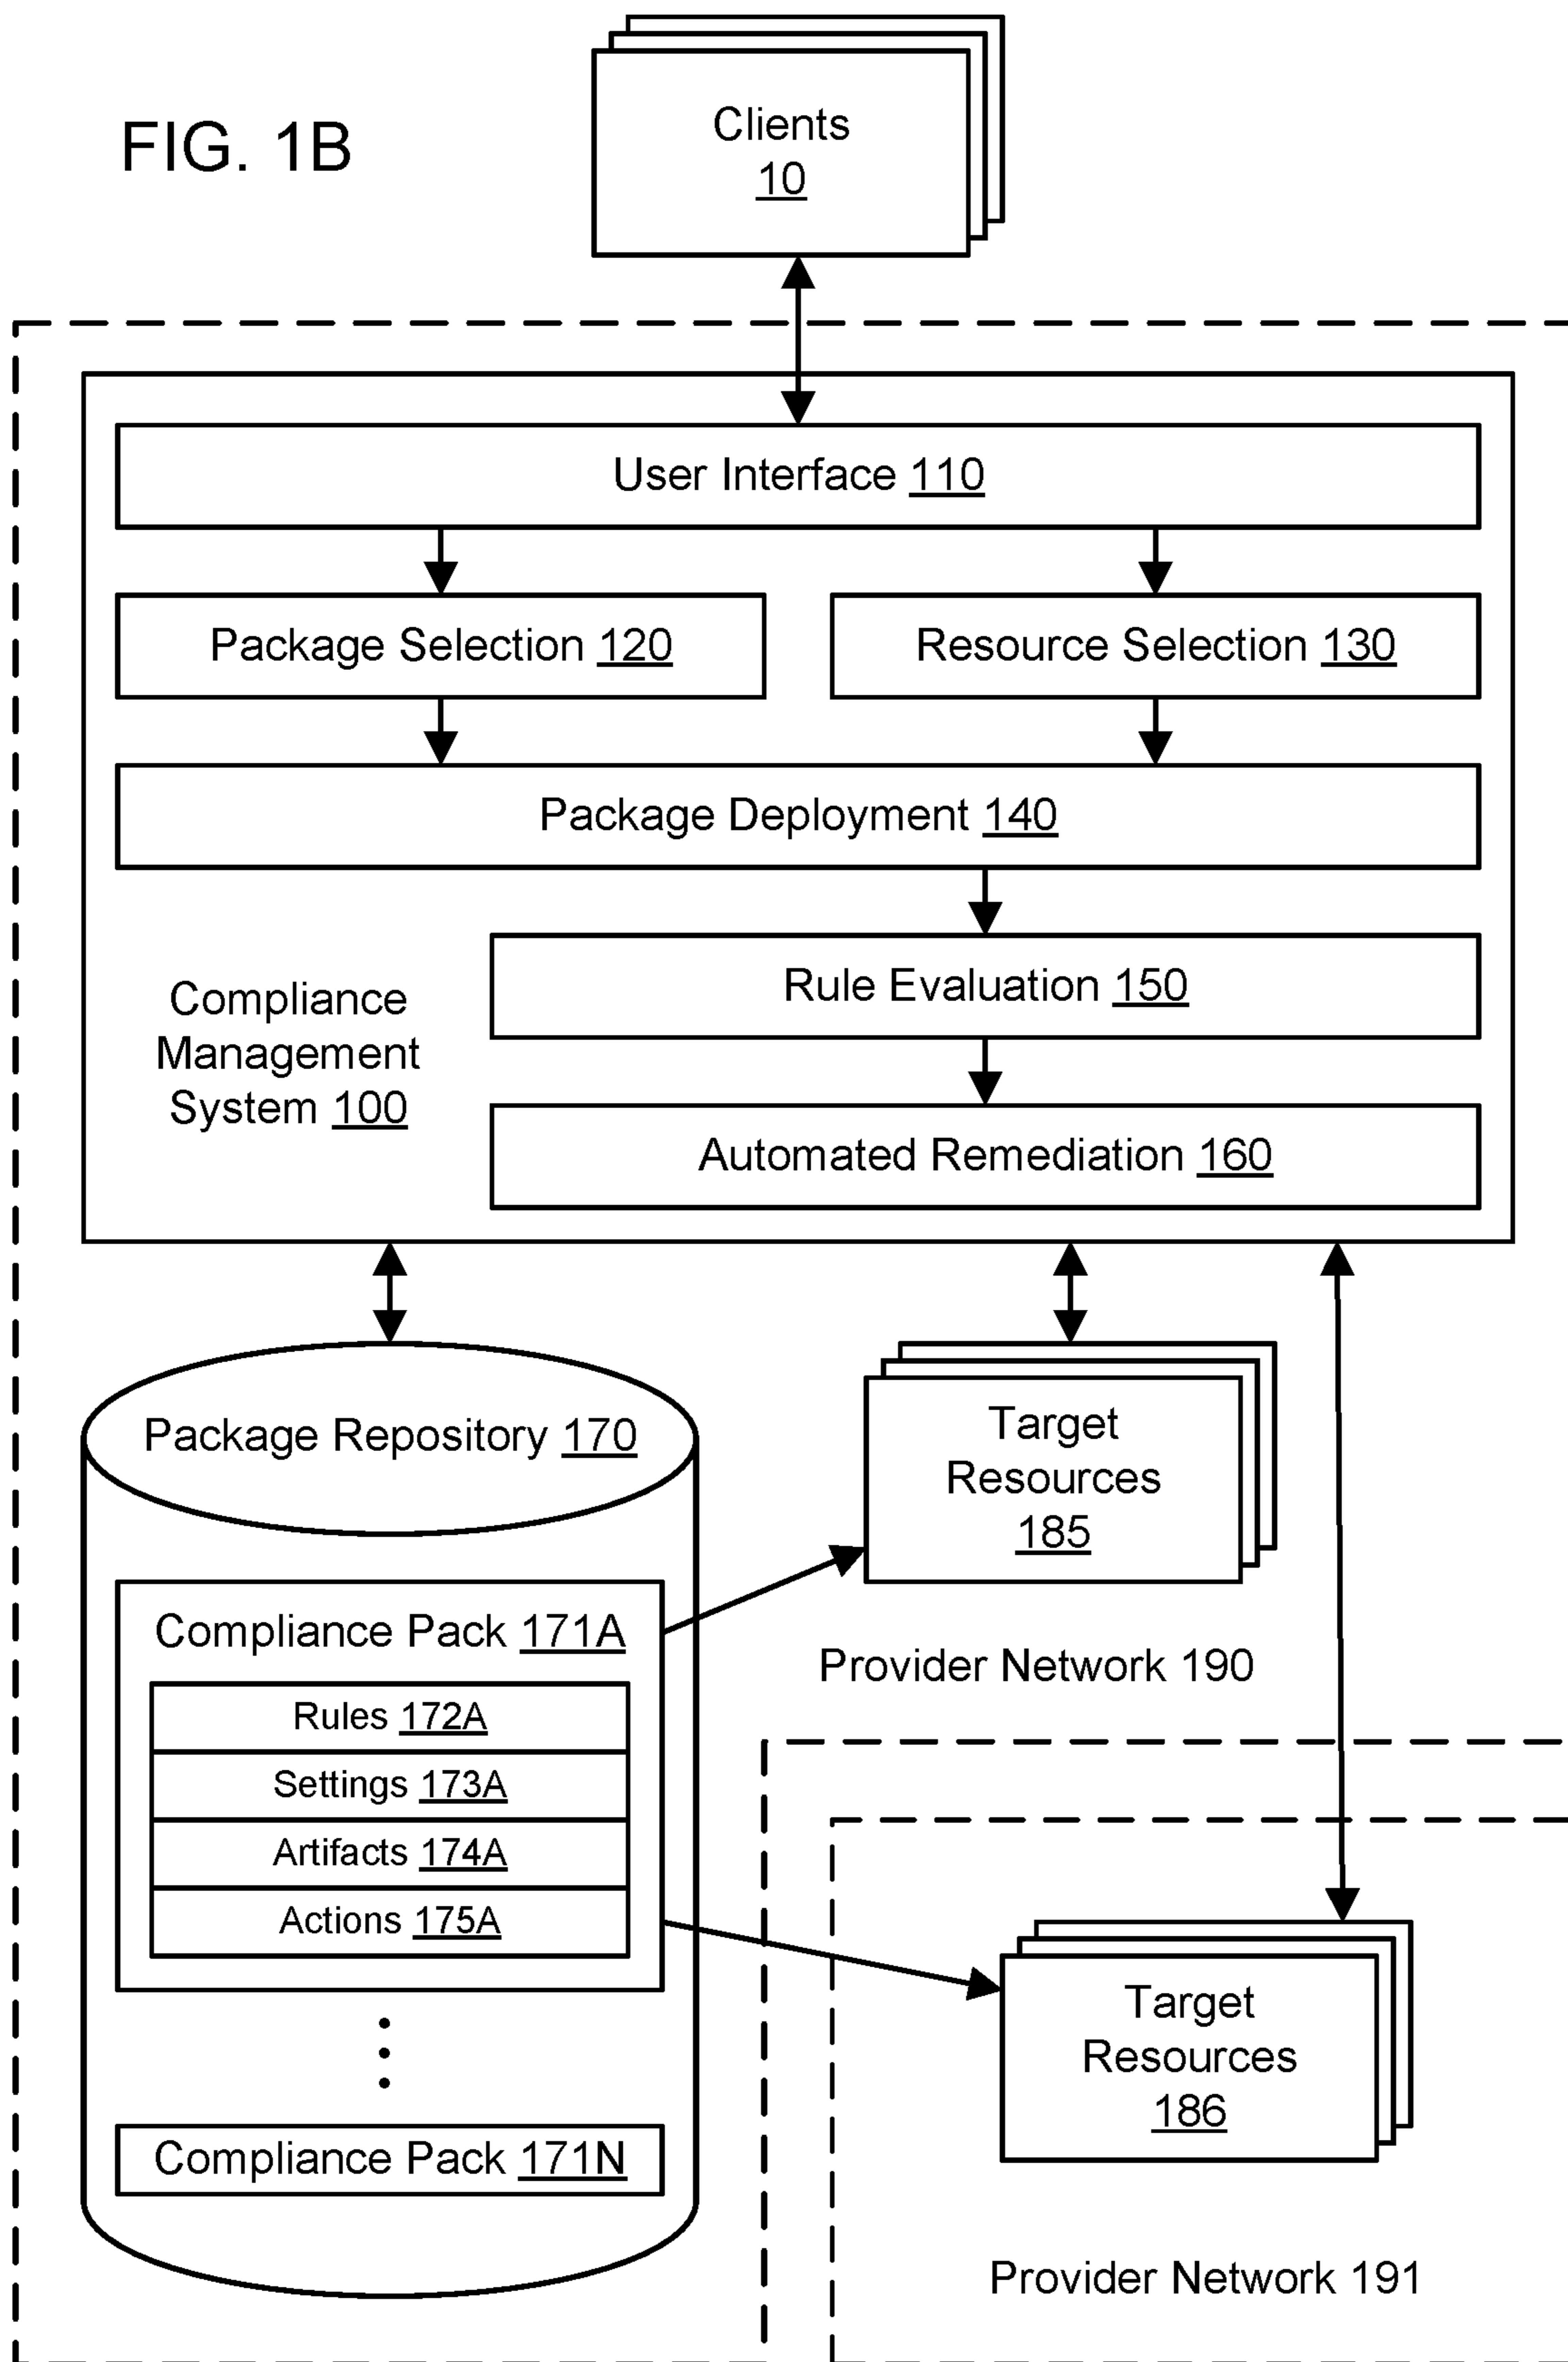 FIG. 1B
Clients
10
User Interface 110
Package Selection 120
Resource Selection 130
Package Deployment 140
Rule Evaluation 150
Compliance
Management
System 100
Automated Remediation 160
Package Repository 170
Target
Resources
185
Compliance Pack 171A
Rules 172A
Settings 173A
Artifacts 174A
Actions 175A
Provider Network 190
Target
Resources
186
Compliance Pack 171N
Provider Network 191